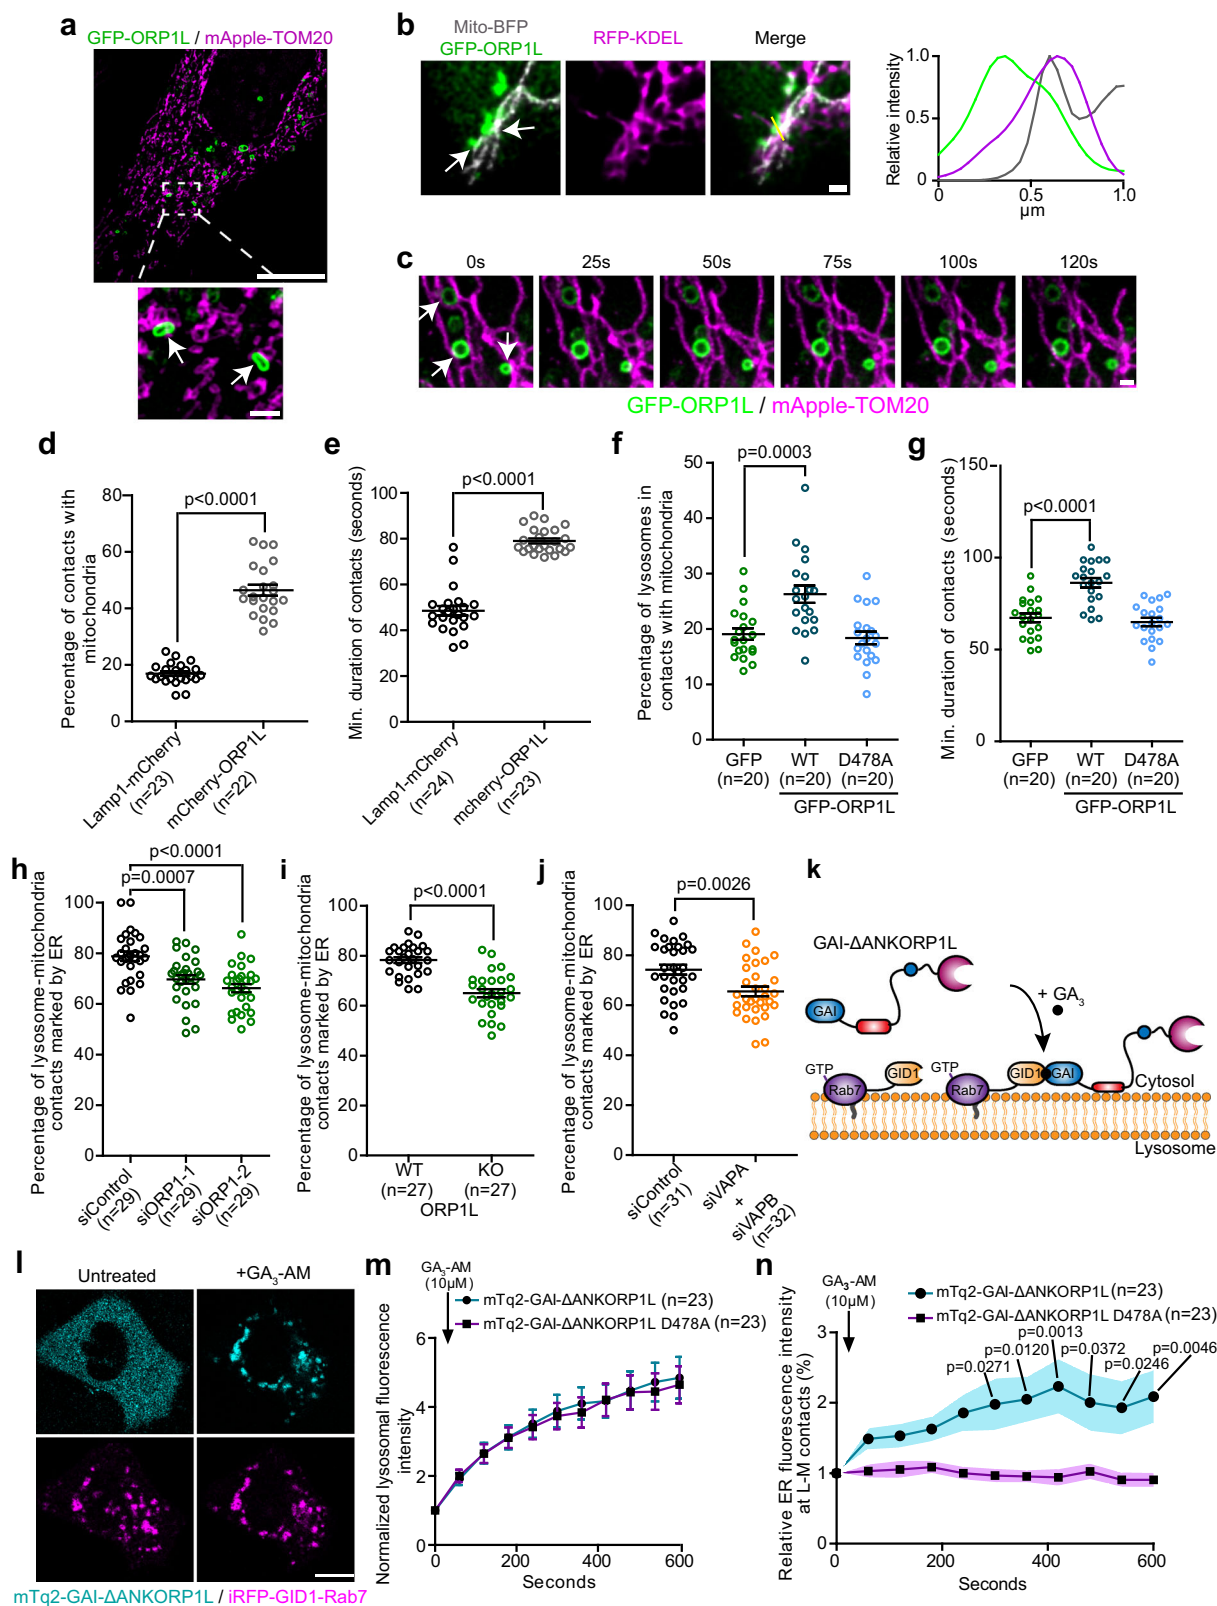 a
GFP-ORP1L / mApple-TOM20
b
Mito-BFP
GFP-ORP1L
RFP-KDEL
Merge
Relative intensity
1.0
0.5
0
0
0.5
1.0
µm
c
0s
25s
50s
75s
100s
120s
GFP-ORP1L / mApple-TOM20
d
Percentage of contacts with
mitochondria
80
60
40
20
0
p<0.0001
Lamp1-mCherry
(n=23)
mCherry-ORP1L
(n=22)
e
Min. duration of contacts (seconds)
100
80
60
40
20
0
p<0.0001
Lamp1-mCherry
(n=24)
mcherry-ORP1L
(n=23)
f
Percentage of lysosomes in
contacts with mitochondria
50
40
30
20
10
0
p=0.0003
GFP
(n=20)
WT
(n=20)
D478A
(n=20)
GFP-ORP1L
g
Min. duration of contacts (seconds)
150
100
50
0
p<0.0001
GFP
(n=20)
WT
(n=20)
D478A
(n=20)
GFP-ORP1L
h
Percentage of lysosome-mitochondria
contacts marked by ER
100
80
60
40
20
0
p<0.0001
p=0.0007
siControl
(n=29)
siORP1-1
(n=29)
siORP1-2
(n=29)
i
Percentage of lysosome-mitochondria
contacts marked by ER
100
80
60
40
20
0
p<0.0001
WT
(n=27)
KO
(n=27)
ORP1L
j
Percentage of lysosome-mitochondria
contacts marked by ER
100
80
60
40
20
0
p=0.0026
siControl
(n=31)
siVAPA
+
siVAPB
(n=32)
k
GAI-ΔANKORP1L
GAI
+ GA3
GTP
Rab7
GID1
GTP
Rab7
GID1
GAI
Cytosol
Lysosome
l
Untreated
+GA3-AM
mTq2-GAI-ΔANKORP1L / iRFP-GID1-Rab7
m
GA3-AM
(10µM)
mTq2-GAI-ΔANKORP1L (n=23)
mTq2-GAI-ΔANKORP1L D478A (n=23)
Normalized lysosomal fluorescence
intensity
6
4
2
0
0
200
400
600
Seconds
n
GA3-AM
(10µM)
mTq2-GAI-ΔANKORP1L (n=23)
mTq2-GAI-ΔANKORP1L D478A (n=23)
Relative ER fluorescence intensity
at L-M contacts (%)
3
2
1
0
p=0.0271
p=0.0120
p=0.0013
p=0.0372
p=0.0246
p=0.0046
0
200
400
600
Seconds